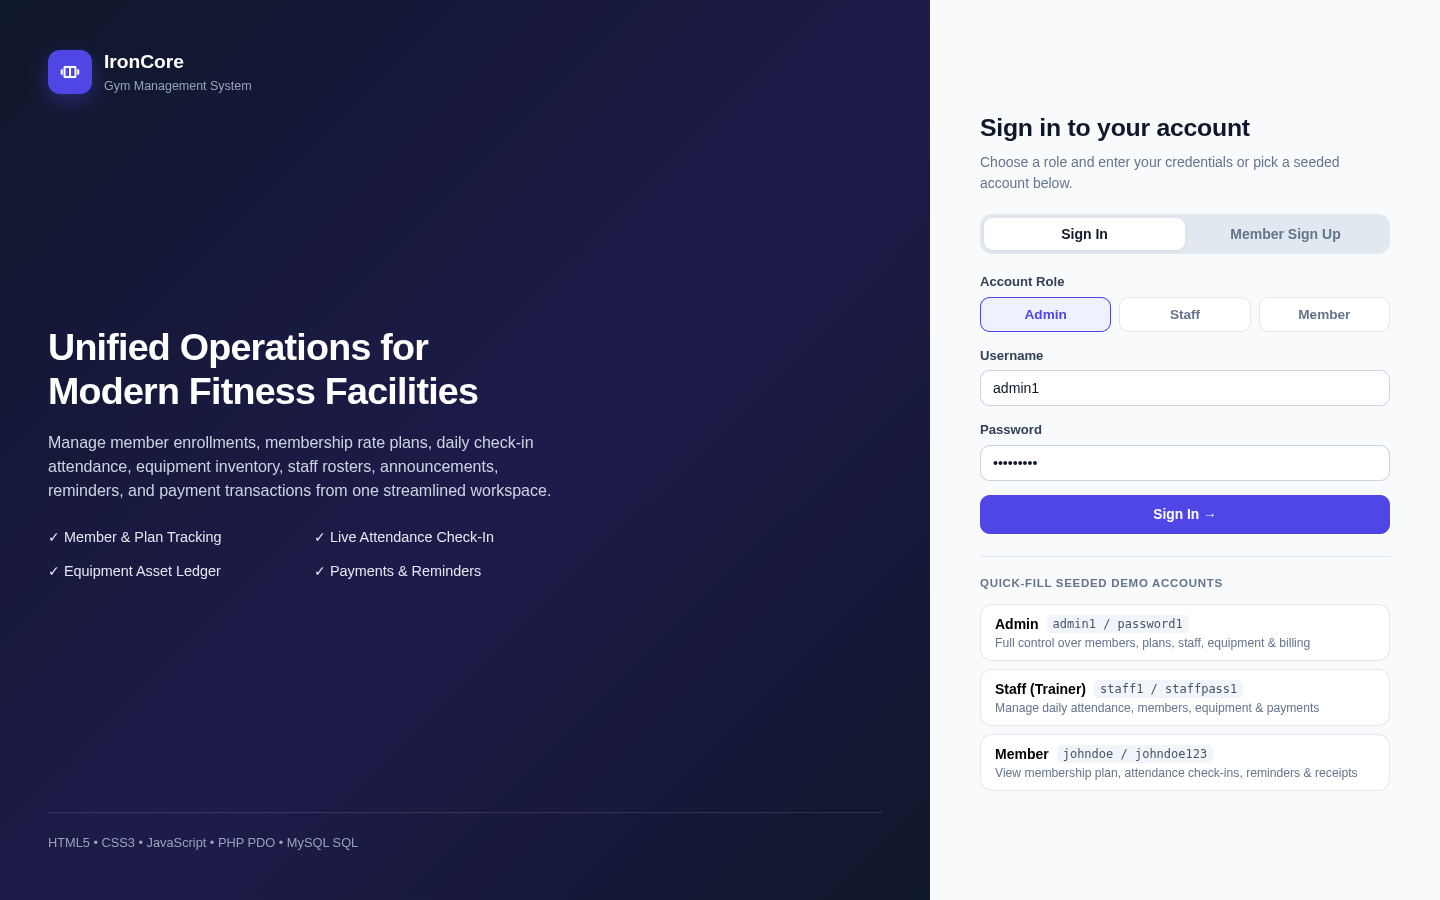 IronCore
Gym Management System
Unified Operations for
Modern Fitness Facilities
Manage member enrollments, membership rate plans, daily check-in
attendance, equipment inventory, staff rosters, announcements,
reminders, and payment transactions from one streamlined workspace.
✓ Member & Plan Tracking
✓ Live Attendance Check-In
✓ Equipment Asset Ledger
✓ Payments & Reminders
HTML5 • CSS3 • JavaScript • PHP PDO • MySQL SQL
Sign in to your account
Choose a role and enter your credentials or pick a seeded
account below.
Sign In
Member Sign Up
Account Role
Admin
Staff
Member
Username
admin1
Password
•••••••••
Sign In →
QUICK-FILL SEEDED DEMO ACCOUNTS
Admin admin1 / password1
Full control over members, plans, staff, equipment & billing
Staff (Trainer) staff1 / staffpass1
Manage daily attendance, members, equipment & payments
Member johndoe / johndoe123
View membership plan, attendance check-ins, reminders & receipts